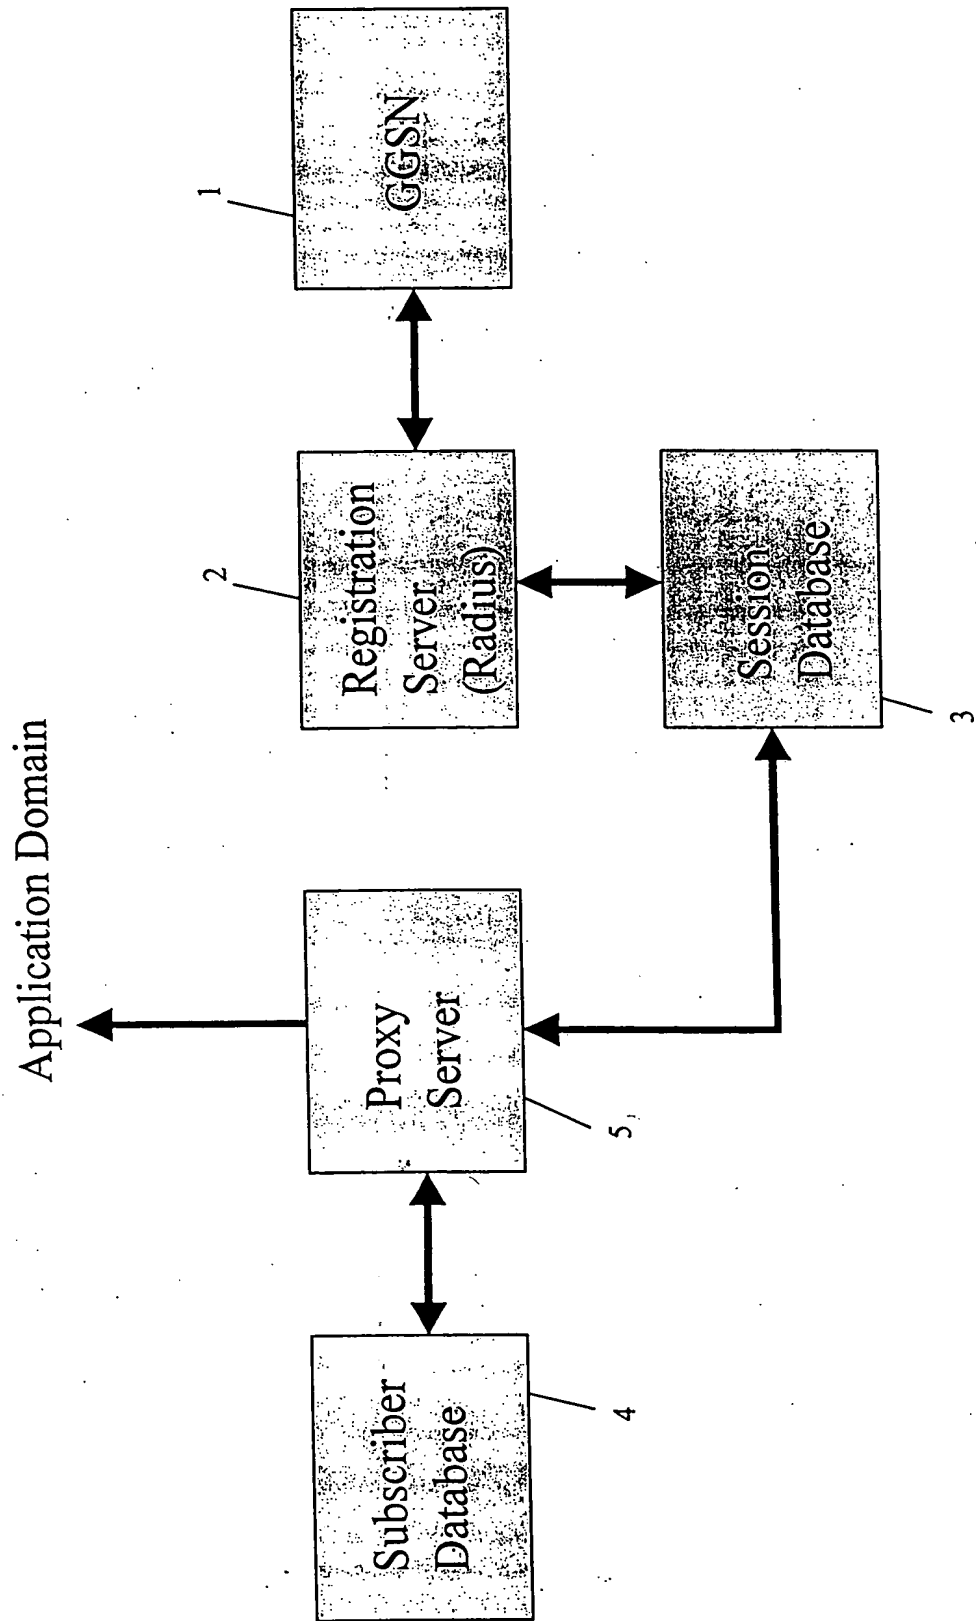 Application Domain
Subscriber
Database
4
Proxy
Server
5
Registration
Server
(Radius)
2
Session
Database
3
GGSN
1